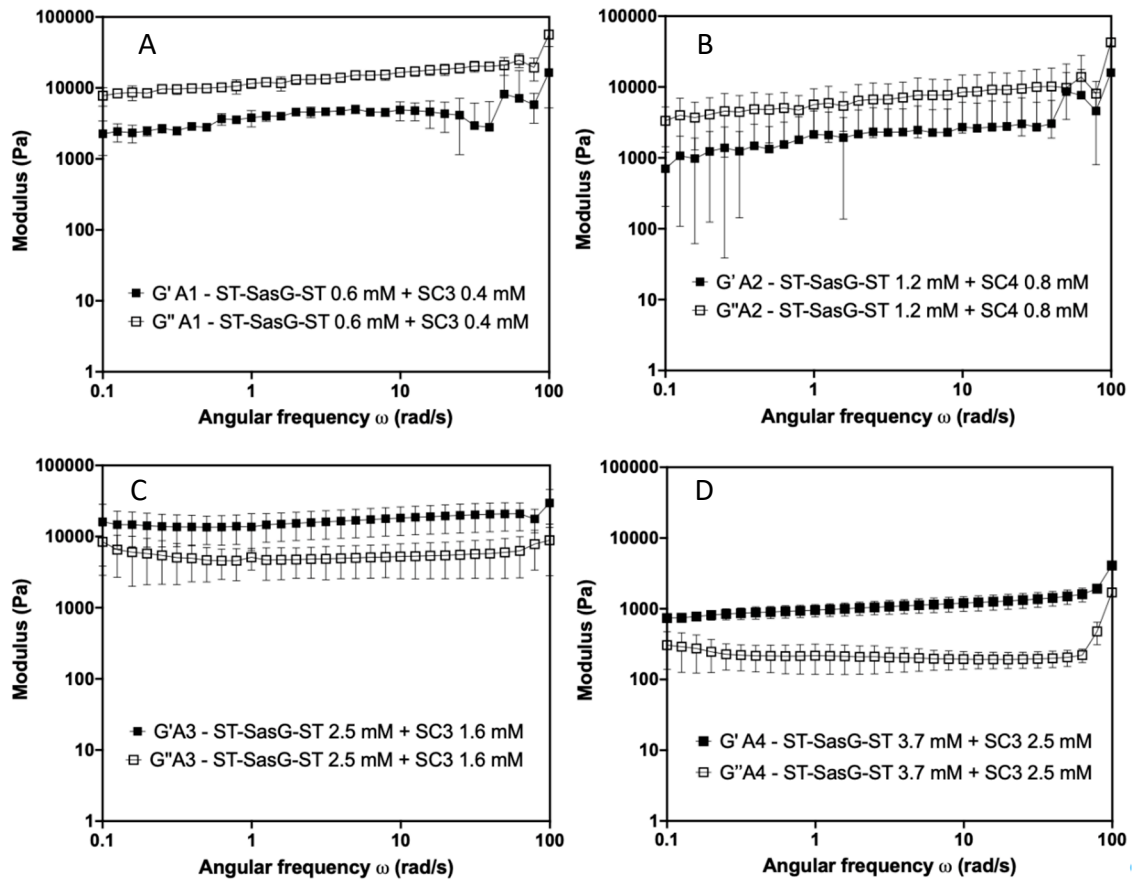 A
100000
10000
1000
100
10
1
Modulus (Pa)
G' A1 - ST-SasG-ST 0.6 mM + SC3 0.4 mM
G'' A1 - ST-SasG-ST 0.6 mM + SC3 0.4 mM
0.1 1 10 100
Angular frequency ω (rad/s)
B
100000
10000
1000
100
10
1
Modulus (Pa)
G' A2 - ST-SasG-ST 1.2 mM + SC4 0.8 mM
G''A2 - ST-SasG-ST 1.2 mM + SC4 0.8 mM
0.1 1 10 100
Angular frequency ω (rad/s)
C
100000
10000
1000
100
10
1
Modulus (Pa)
G'A3 - ST-SasG-ST 2.5 mM + SC3 1.6 mM
G''A3 - ST-SasG-ST 2.5 mM + SC3 1.6 mM
0.1 1 10 100
Angular frequency ω (rad/s)
D
100000
10000
1000
100
10
1
Modulus (Pa)
G' A4 - ST-SasG-ST 3.7 mM + SC3 2.5 mM
G''A4 - ST-SasG-ST 3.7 mM + SC3 2.5 mM
0.1 1 10 100
Angular frequency ω (rad/s)